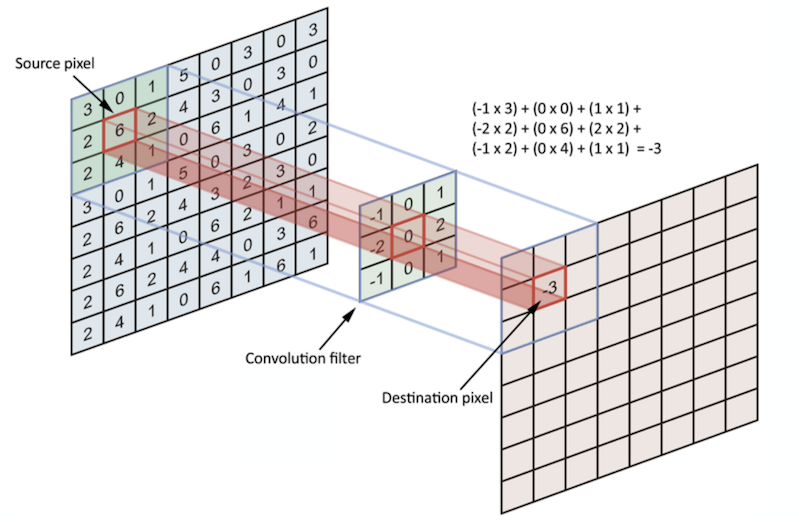 Source pixel
3 0 1 5 0 3 0 3
2 6 2 4 3 0 3 0
2 4 1 0 6 1 4 1
3 0 1 5 0 3 0 2
2 6 2 4 3 2 3 0
2 4 1 0 6 2 1 1
2 6 2 4 4 0 3 6
2 4 1 0 6 1 6 1
(-1 x 3) + (0 x 0) + (1 x 1) +
(-2 x 2) + (0 x 6) + (2 x 2) +
(-1 x 2) + (0 x 4) + (1 x 1) = -3
-1 0 1
-2 0 2
-1 0 1
-3
Convolution filter
Destination pixel